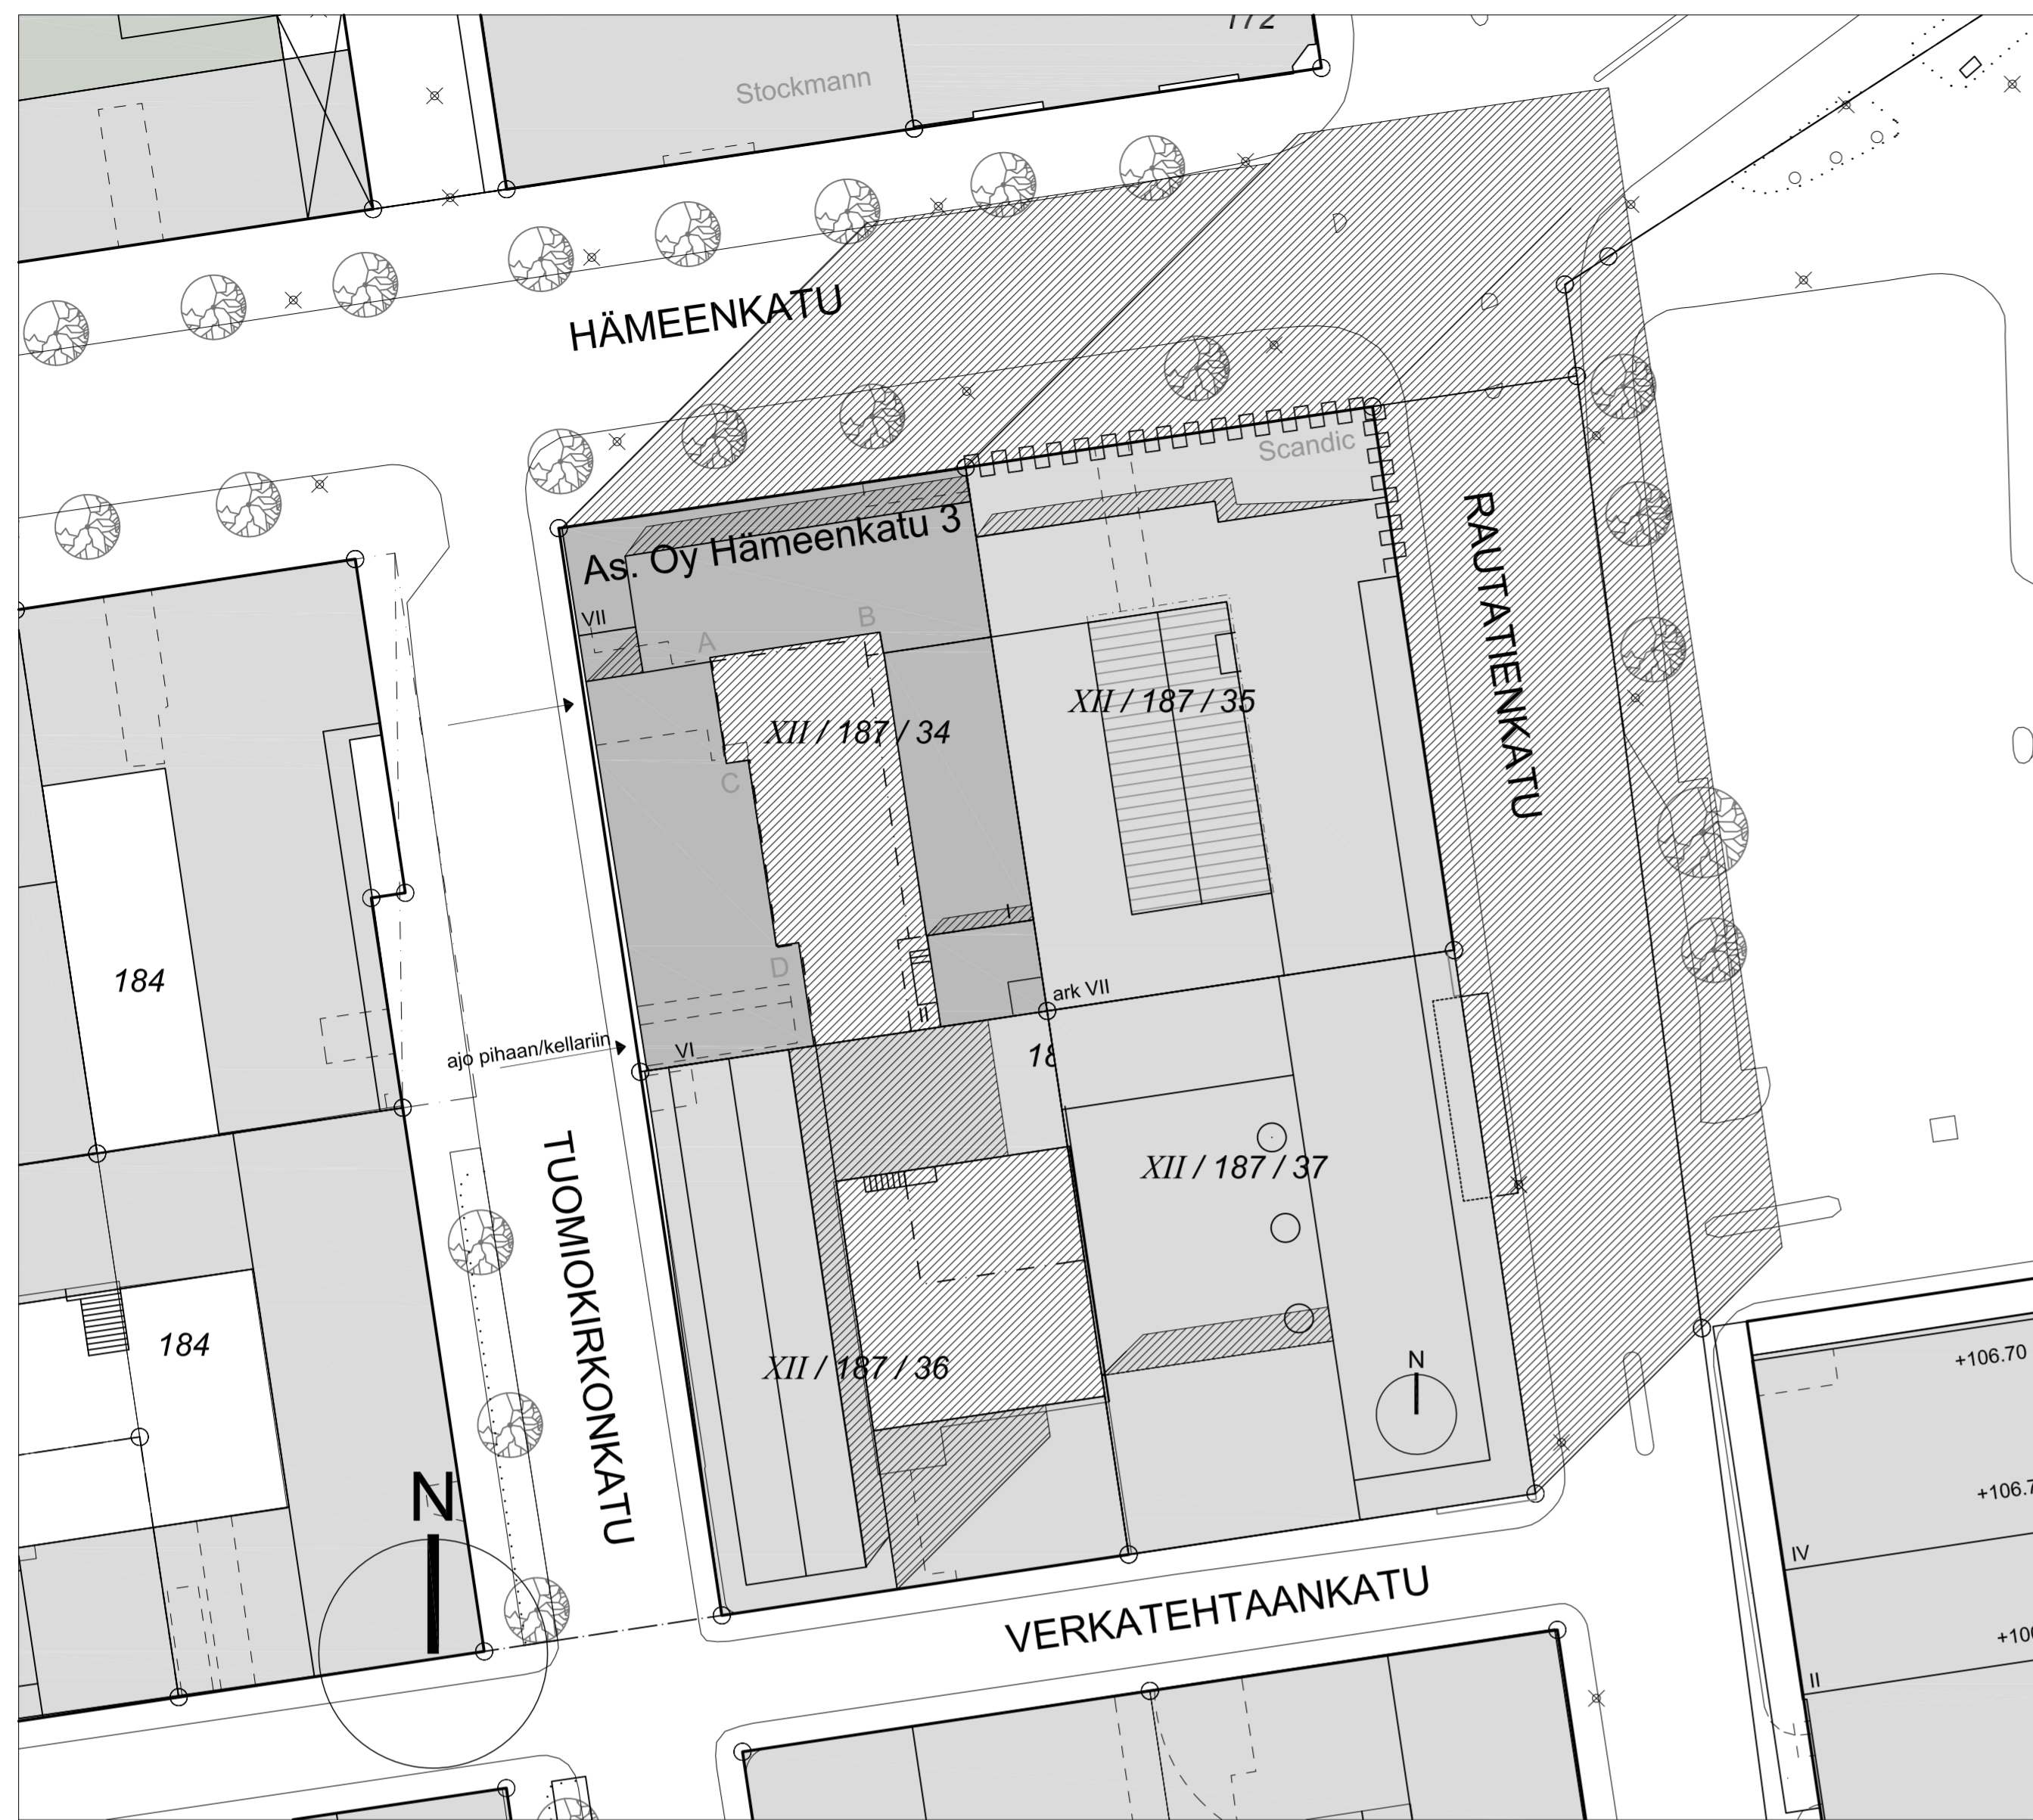 172
Stockmann
HÄMEENKATU
Scandic
As. Oy Hämeenkatu 3
RAUTATIENKATU
VII
B
A
XII / 187 / 35
XII / 187 / 34
C
I
D
184
ark VII
II
ajo pihaan/kellariin
VI
18
TUOMIOKIRKONKATU
XII / 187 / 37
184
XII / 187 / 36
N
+106.70
N
+106.7
IV
VERKATEHTAANKATU
+106
II